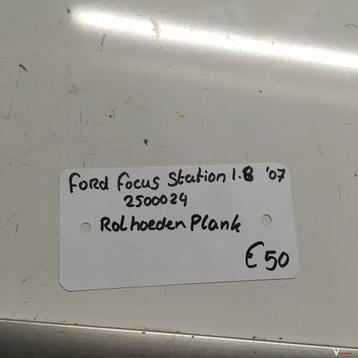 Ford Focus Station 1.8 '07
2500024
Rolhoeden Plank
€50